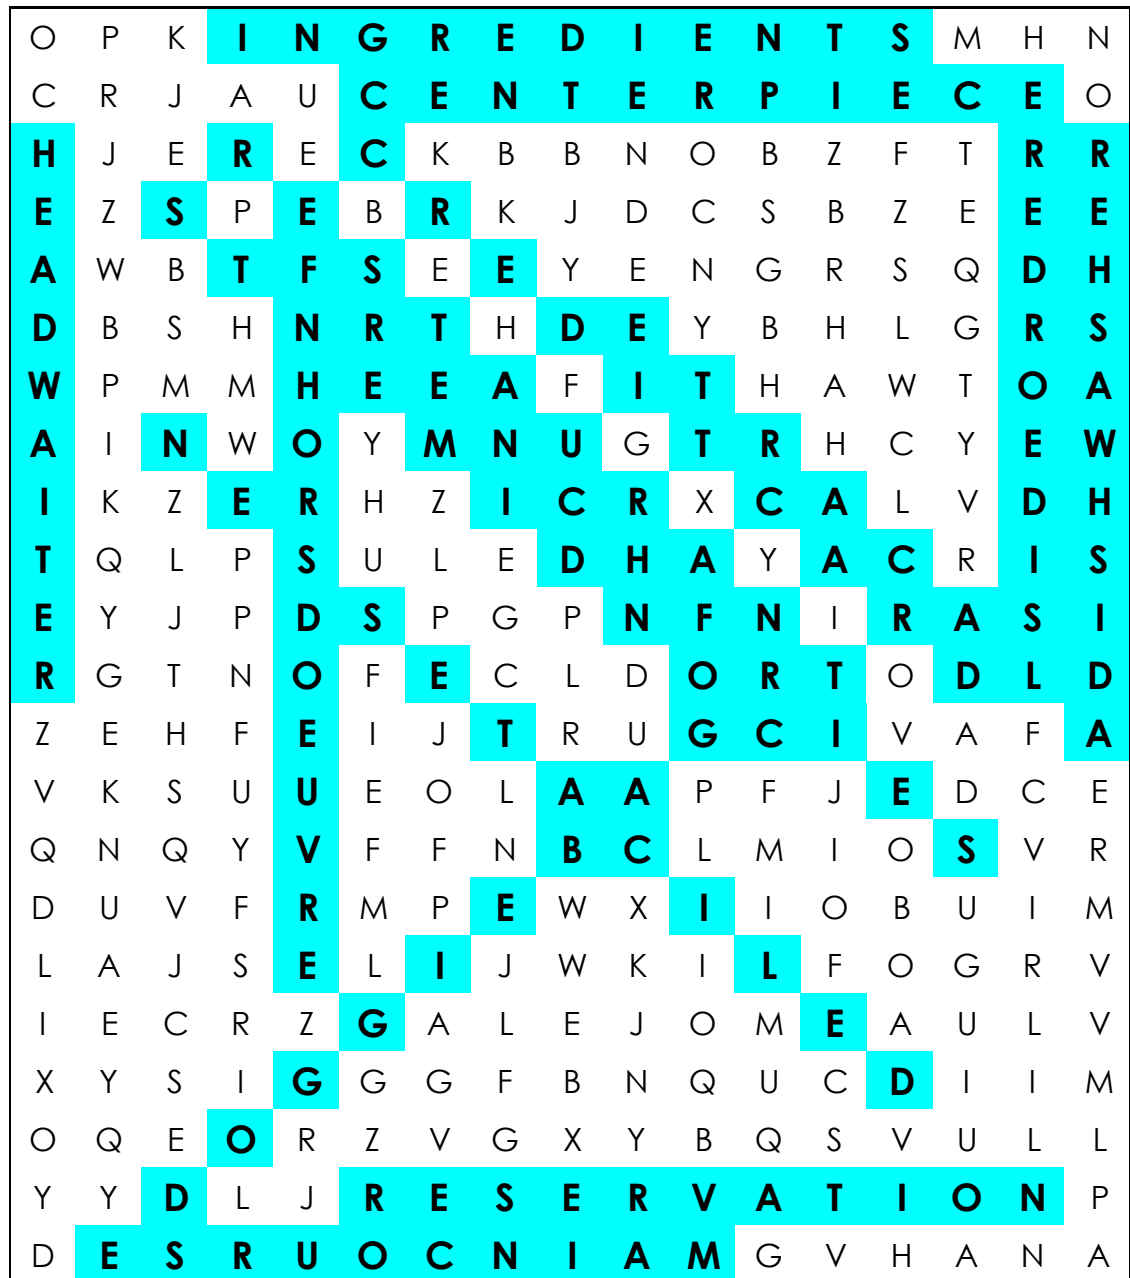 O P K I N G R E D I E N T S M H N
C R J A U C E N T E R P I E C E O
H J E R E C K B B N O B Z F T R R
E Z S P E B R K J D C S B Z E E E
A W B T F S E E Y E N G R S Q D H
D B S H N R T H D E Y B H L G R S
W P M M H E E A F I T H A W T O A
A I N W O Y M N U G T R H C Y E W
I K Z E R H Z I C R X C A L V D H
T Q L P S U L E D H A Y A C R I S
E Y J P D S P G P N F N I R A S I
R G T N O F E C L D O R T O D L D
Z E H F E I J T R U G C I V A F A
V K S U U E O L A A P F J E D C E
Q N Q Y V F F N B C L M I O S V R
D U V F R M P E W X I I O B U I M
L A J S E L I J W K I L F O G R V
I E C R Z G A L E J O M E A U L V
X Y S I G G G F B N Q U C D I I M
O Q E O R Z V G X Y B Q S V U L L
Y Y D L J R E S E R V A T I O N P
D E S R U O C N I A M G V H A N A